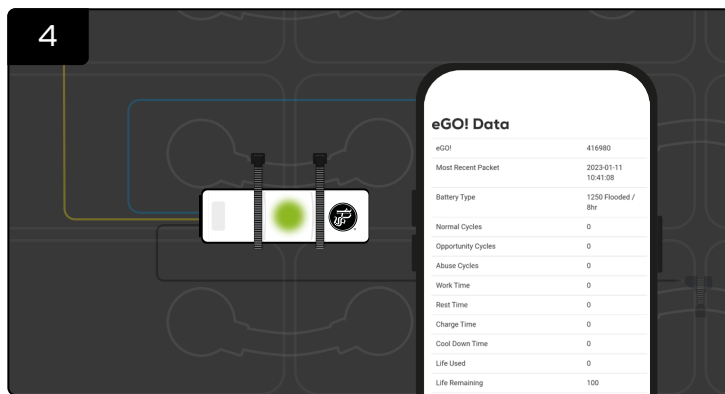 4
eGO! Data
eGO! 416980
Most Recent Packet 2023-01-11
10:41:08
Battery Type 1250 Flooded /
8hr
Normal Cycles 0
Opportunity Cycles 0
Abuse Cycles 0
Work Time 0
Rest Time 0
Charge Time 0
Cool Down Time 0
Life Used 0
Life Remaining 100